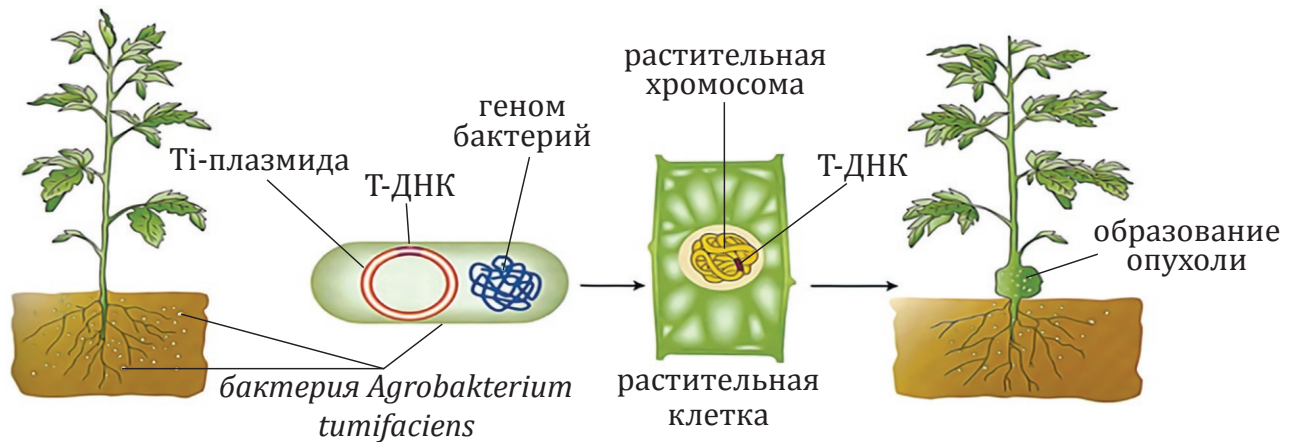 растительная
хромосома
геном
бактерий
Ti-плазмида
Т-ДНК
Т-ДНК
образование
опухоли
бактерия Agrobakterium
tumifaciens
растительная
клетка